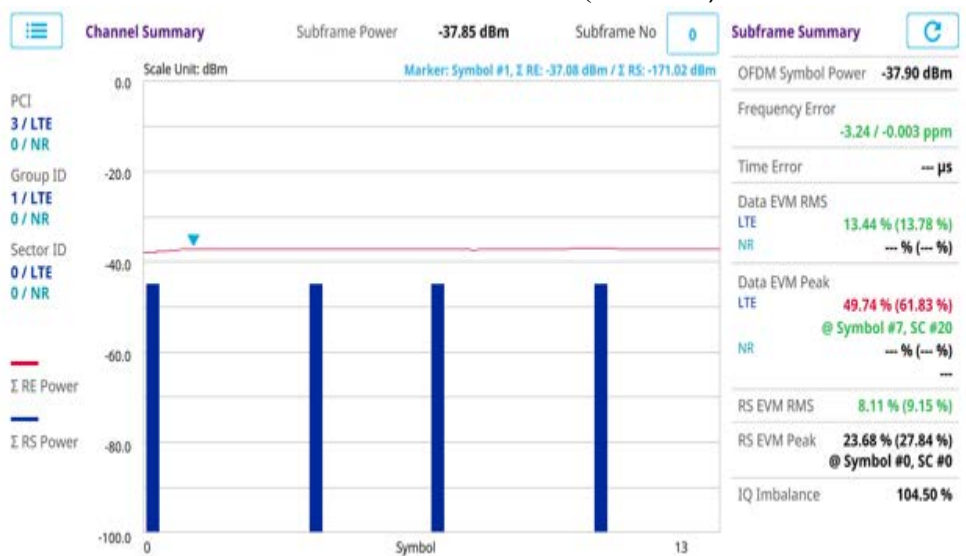 Channel Summary
Subframe Power -37.85 dBm
Subframe No 0
Scale Unit: dBm
Marker: Symbol #1, Σ RE: -37.08 dBm / Σ RS: -171.02 dBm
PCI
3 / LTE
0 / NR
Group ID
1 / LTE
0 / NR
Sector ID
0 / LTE
0 / NR
Σ RE Power
Σ RS Power
0.0
-20.0
-40.0
-60.0
-80.0
-100.0
0 Symbol 13
Subframe Summary
OFDM Symbol Power -37.90 dBm
Frequency Error
-3.24 / -0.003 ppm
Time Error --- µs
Data EVM RMS
LTE 13.44 % (13.78 %)
NR --- % (--- %)
Data EVM Peak
LTE 49.74 % (61.83 %)
@ Symbol #7, SC #20
NR --- % (--- %)
---
RS EVM RMS 8.11 % (9.15 %)
RS EVM Peak 23.68 % (27.84 %)
@ Symbol #0, SC #0
IQ Imbalance 104.50 %